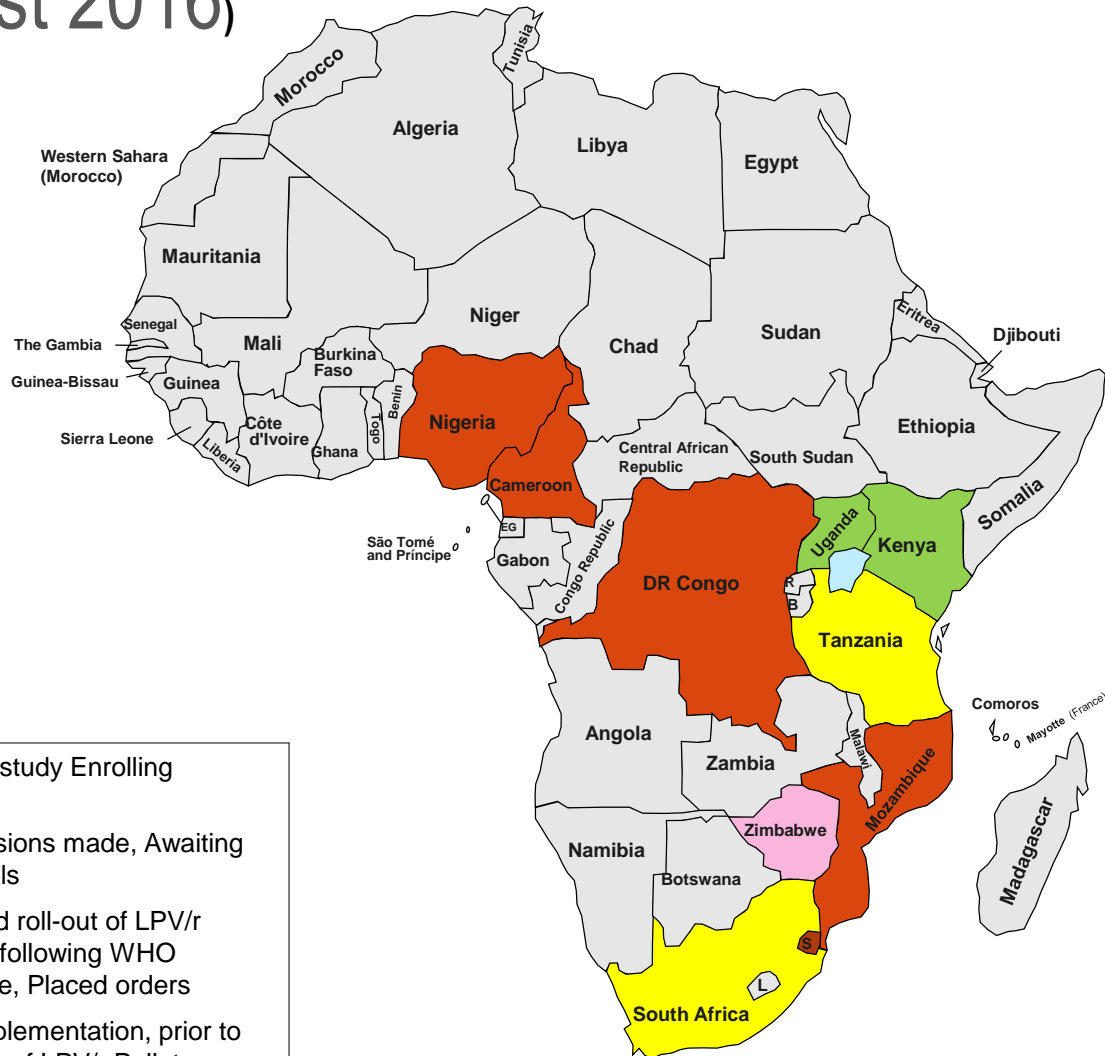 st 2016)
Tunisia
Morocco
Algeria
Libya
Egypt
Western Sahara
(Morocco)
Mauritania
Niger
Eritrea
Senegal
Mali
Sudan
Djibouti
The Gambia
Burkina
Faso
Chad
Guinea-Bissau
Guinea
Benin
Nigeria
Togo
Côte
d'Ivoire
Ethiopia
Sierra Leone
Liberia
Ghana
Central African
Republic
South Sudan
Cameroon
Somalia
EG
Uganda
Kenya
São Tomé
and Príncipe
Gabon
Congo Republic
DR Congo
R
B
Tanzania
Comoros
Mayotte (France)
Angola
Malawi
Zambia
Mozambique
study Enrolling
sions made, Awaiting
ls
d roll-out of LPV/r
following WHO
e, Placed orders
plementation, prior to
Zimbabwe
Namibia
Botswana
Madagascar
S
L
South Africa